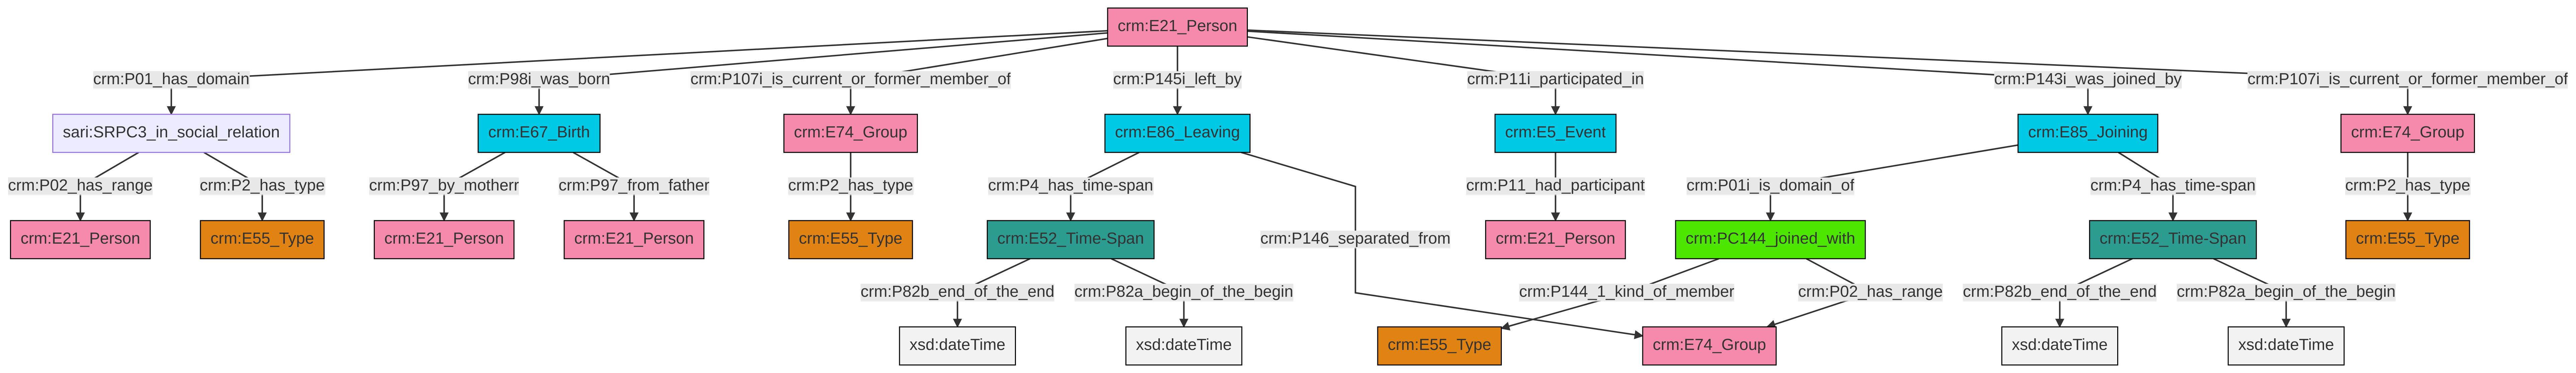 crm:E21_Person
crm:P01_has_domain
crm:P98i_was_born
crm:P107i_is_current_or_former_member_of
crm:P145i_left_by
crm:P11i_participated_in
crm:P143i_was_joined_by
crm:P107i_is_current_or_former_member_of
sari:SRPC3_in_social_relation
crm:E67_Birth
crm:E74_Group
crm:E86_Leaving
crm:E5_Event
crm:E85_Joining
crm:E74_Group
crm:P02_has_range
crm:P2_has_type
crm:P97_by_motherr
crm:P97_from_father
crm:P2_has_type
crm:P4_has_time-span
crm:P11_had_participant
crm:P01i_is_domain_of
crm:P4_has_time-span
crm:P2_has_type
crm:E21_Person
crm:E55_Type
crm:E21_Person
crm:E21_Person
crm:E55_Type
crm:E52_Time-Span
crm:P146_separated_from
crm:E21_Person
crm:PC144_joined_with
crm:E52_Time-Span
crm:E55_Type
crm:P82b_end_of_the_end
crm:P82a_begin_of_the_begin
crm:P144_1_kind_of_member
crm:P02_has_range
crm:P82b_end_of_the_end
crm:P82a_begin_of_the_begin
xsd:dateTime
xsd:dateTime
crm:E55_Type
crm:E74_Group
xsd:dateTime
xsd:dateTime